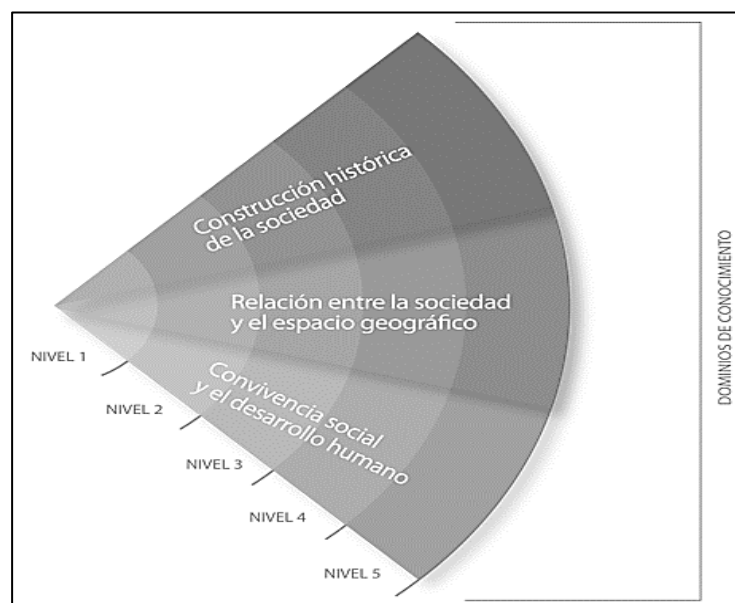 Construcción histórica
de la sociedad
Relación entre la sociedad
y el espacio geográfico
Convivencia social
y el desarrollo humano
NIVEL 1
NIVEL 2
NIVEL 3
NIVEL 4
NIVEL 5
DOMINIOS DE CONOCIMIENTO